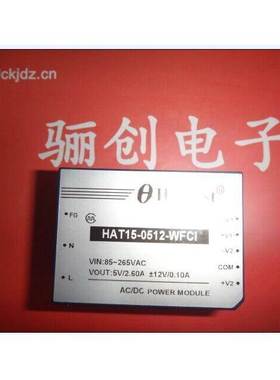 ckjdz.cn
骊创电子
FG
N
L
HAT15-0512-WFCI
VIN:85~265VAC
VOUT:5V/2.60A ±12V/0.10A
AC/DC POWER MODULE
-V1
+V1
-V2
COM
+V2